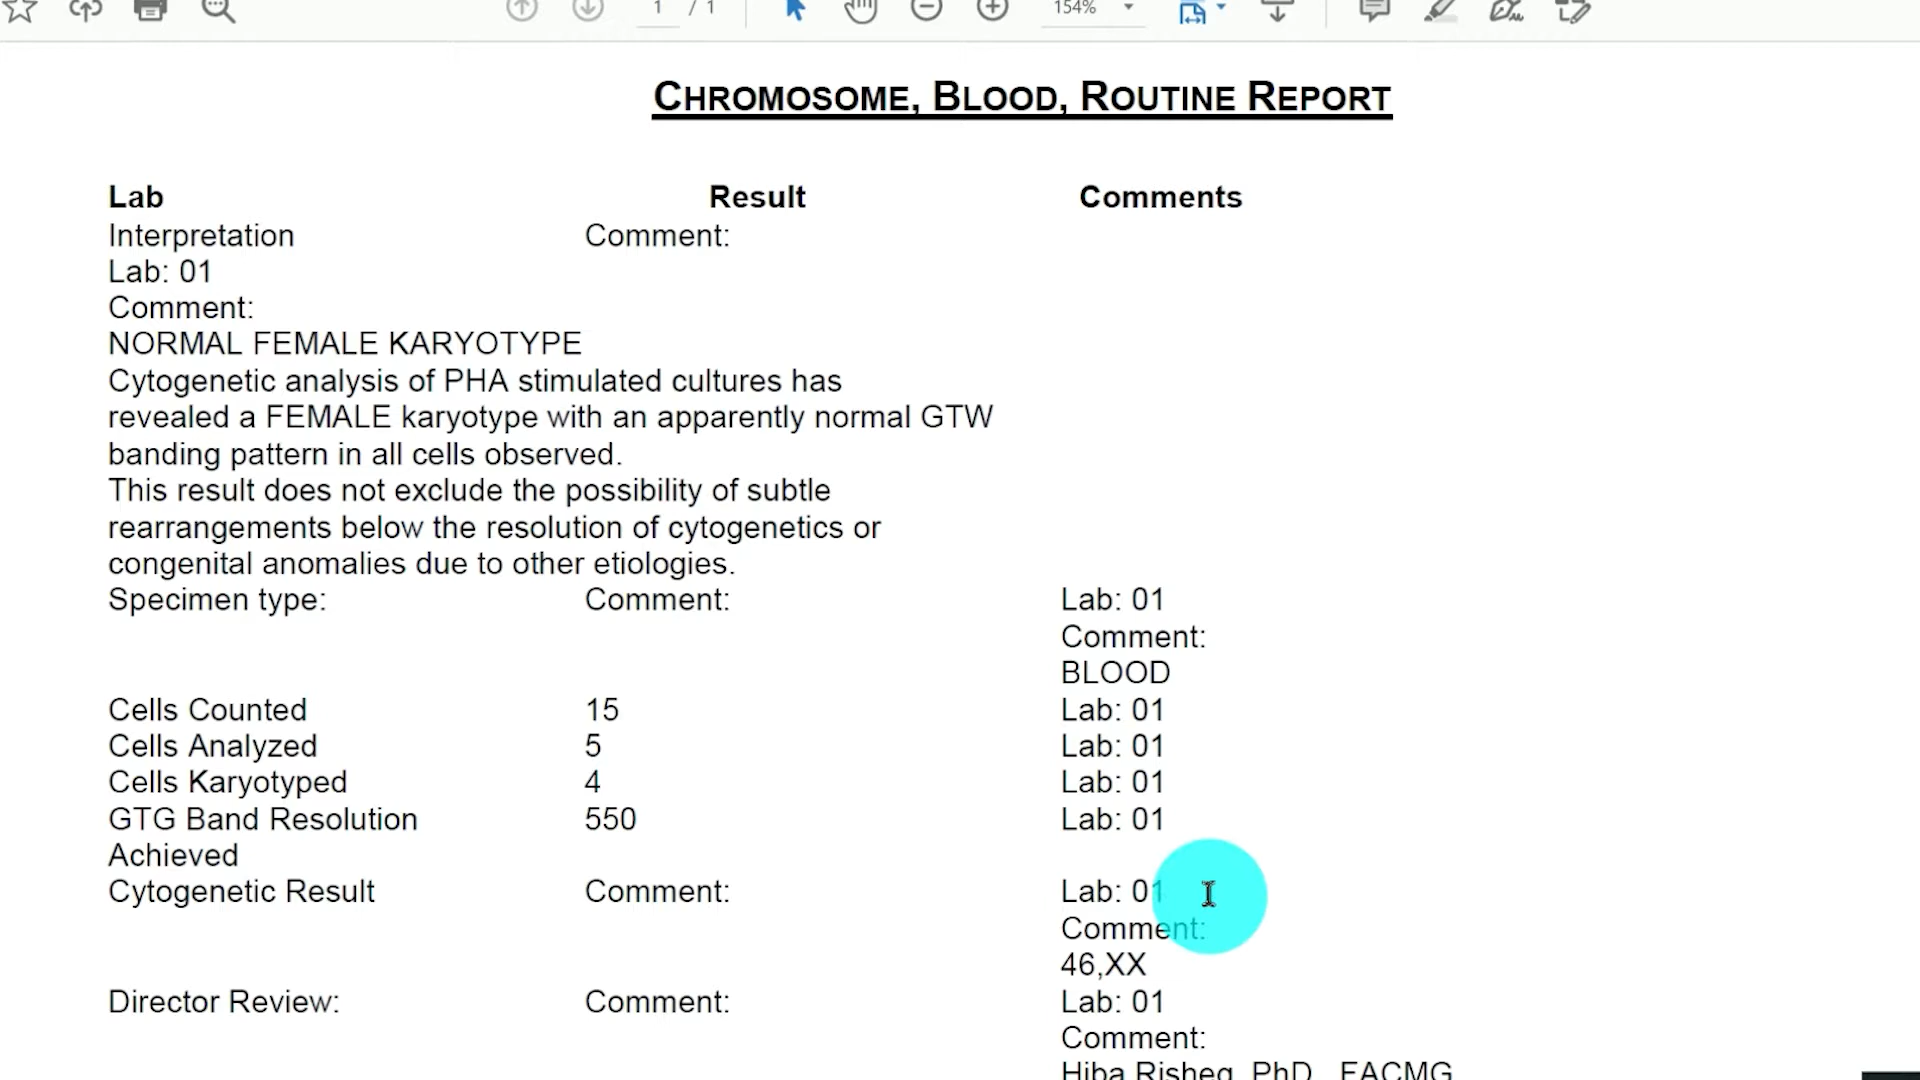 1 / 1 154%
CHROMOSOME, BLOOD, ROUTINE REPORT
Lab Result Comments
Interpretation Comment:
Lab: 01
Comment:
NORMAL FEMALE KARYOTYPE
Cytogenetic analysis of PHA stimulated cultures has
revealed a FEMALE karyotype with an apparently normal GTW
banding pattern in all cells observed.
This result does not exclude the possibility of subtle
rearrangements below the resolution of cytogenetics or
congenital anomalies due to other etiologies.
Specimen type: Comment: Lab: 01
Comment:
BLOOD
Cells Counted 15 Lab: 01
Cells Analyzed 5 Lab: 01
Cells Karyotyped 4 Lab: 01
GTG Band Resolution 550 Lab: 01
Achieved
Cytogenetic Result Comment: Lab: 01
Comment:
46,XX
Director Review: Comment: Lab: 01
Comment:
Hiba Risheq, PhD., FACMG